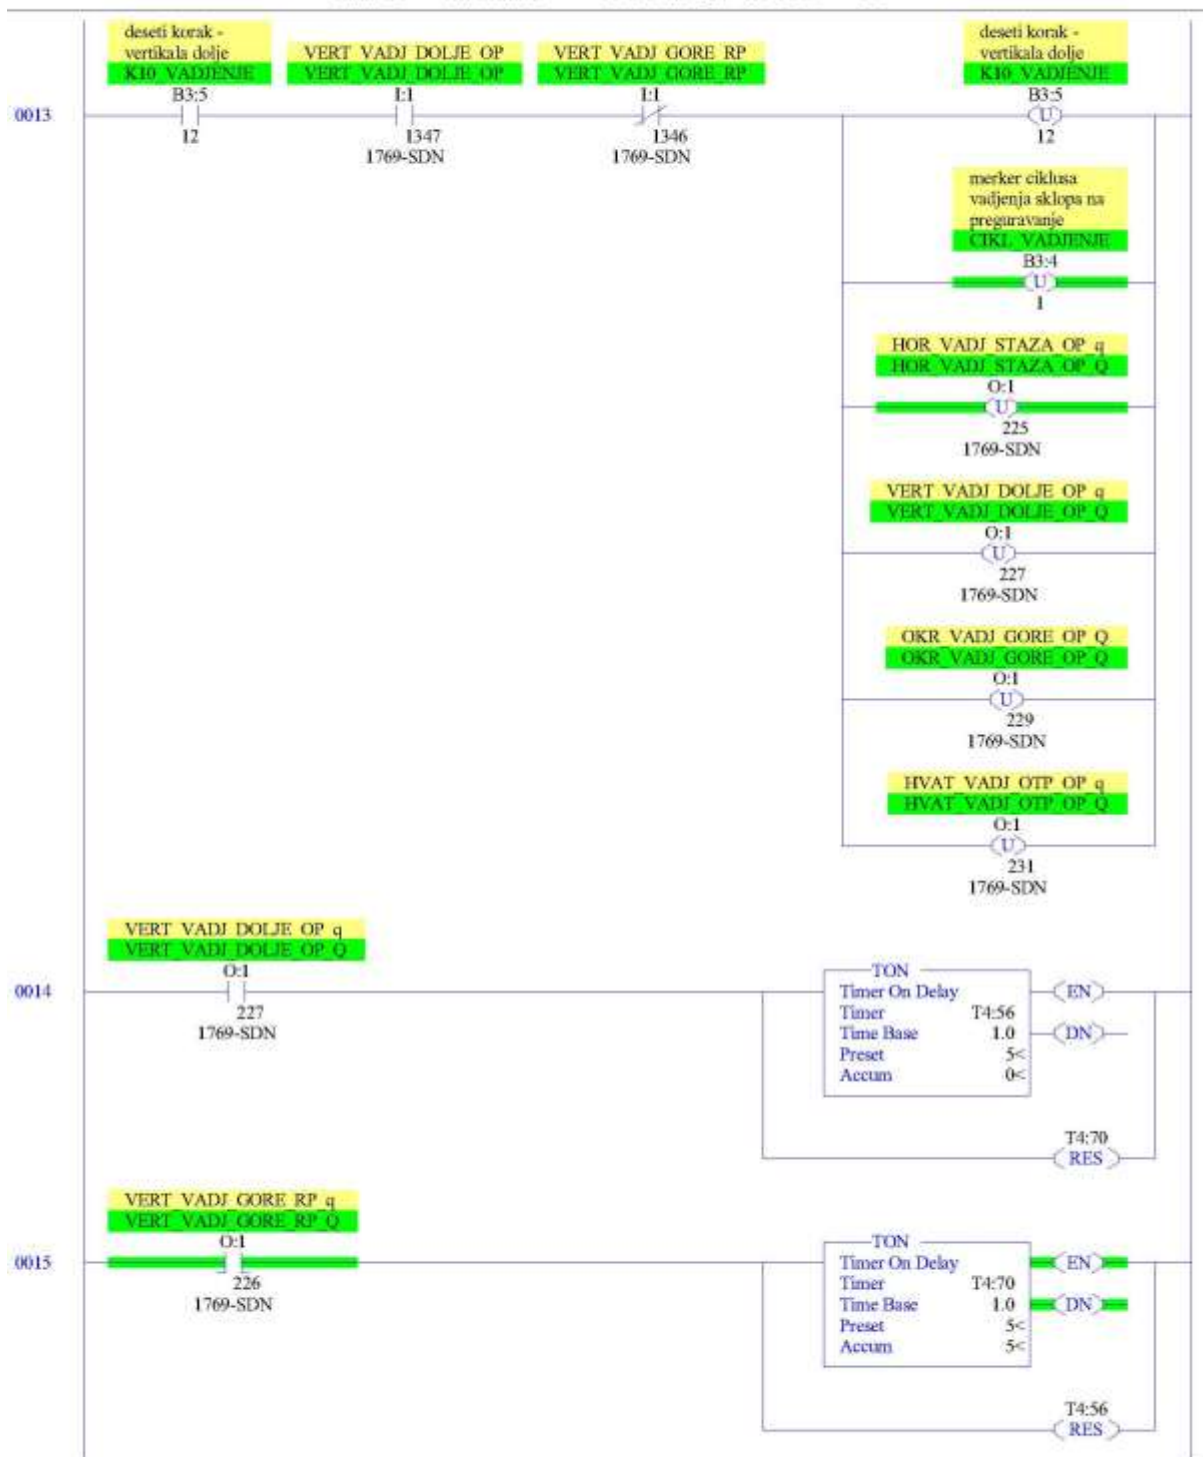 deseti korak -
vertikala dolje
K10_VADJENJE
B3:5
12
VERT_VADJ_DOLJE_OP
VERT_VADJ_DOLJE_OP
I:1
1347
1769-SDN
VERT_VADJ_GORE_RP
VERT_VADJ_GORE_RP
I:1
1346
1769-SDN
deseti korak -
vertikala dolje
K10_VADJENJE
B3:5
U
12
0013
merker ciklusa
vadjenja sklopa na
preguravanje
CIKL_VADJENJE
B3:4
U
1
HOR_VADJ_STAZA_OP_q
HOR_VADJ_STAZA_OP_Q
O:1
U
225
1769-SDN
VERT_VADJ_DOLJE_OP_q
VERT_VADJ_DOLJE_OP_Q
O:1
U
227
1769-SDN
OKR_VADJ_GORE_OP_Q
OKR_VADJ_GORE_OP_Q
O:1
U
229
1769-SDN
HVAT_VADJ_OTP_OP_q
HVAT_VADJ_OTP_OP_Q
O:1
U
231
1769-SDN
VERT_VADJ_DOLJE_OP_q
VERT_VADJ_DOLJE_OP_Q
O:1
227
1769-SDN
0014
TON
Timer On Delay
Timer T4:56
Time Base 1.0
Preset 5<
Accum 0<
EN
DN
T4:70
RES
VERT_VADJ_GORE_RP_q
VERT_VADJ_GORE_RP_Q
O:1
226
1769-SDN
0015
TON
Timer On Delay
Timer T4:70
Time Base 1.0
Preset 5<
Accum 5<
EN
DN
T4:56
RES